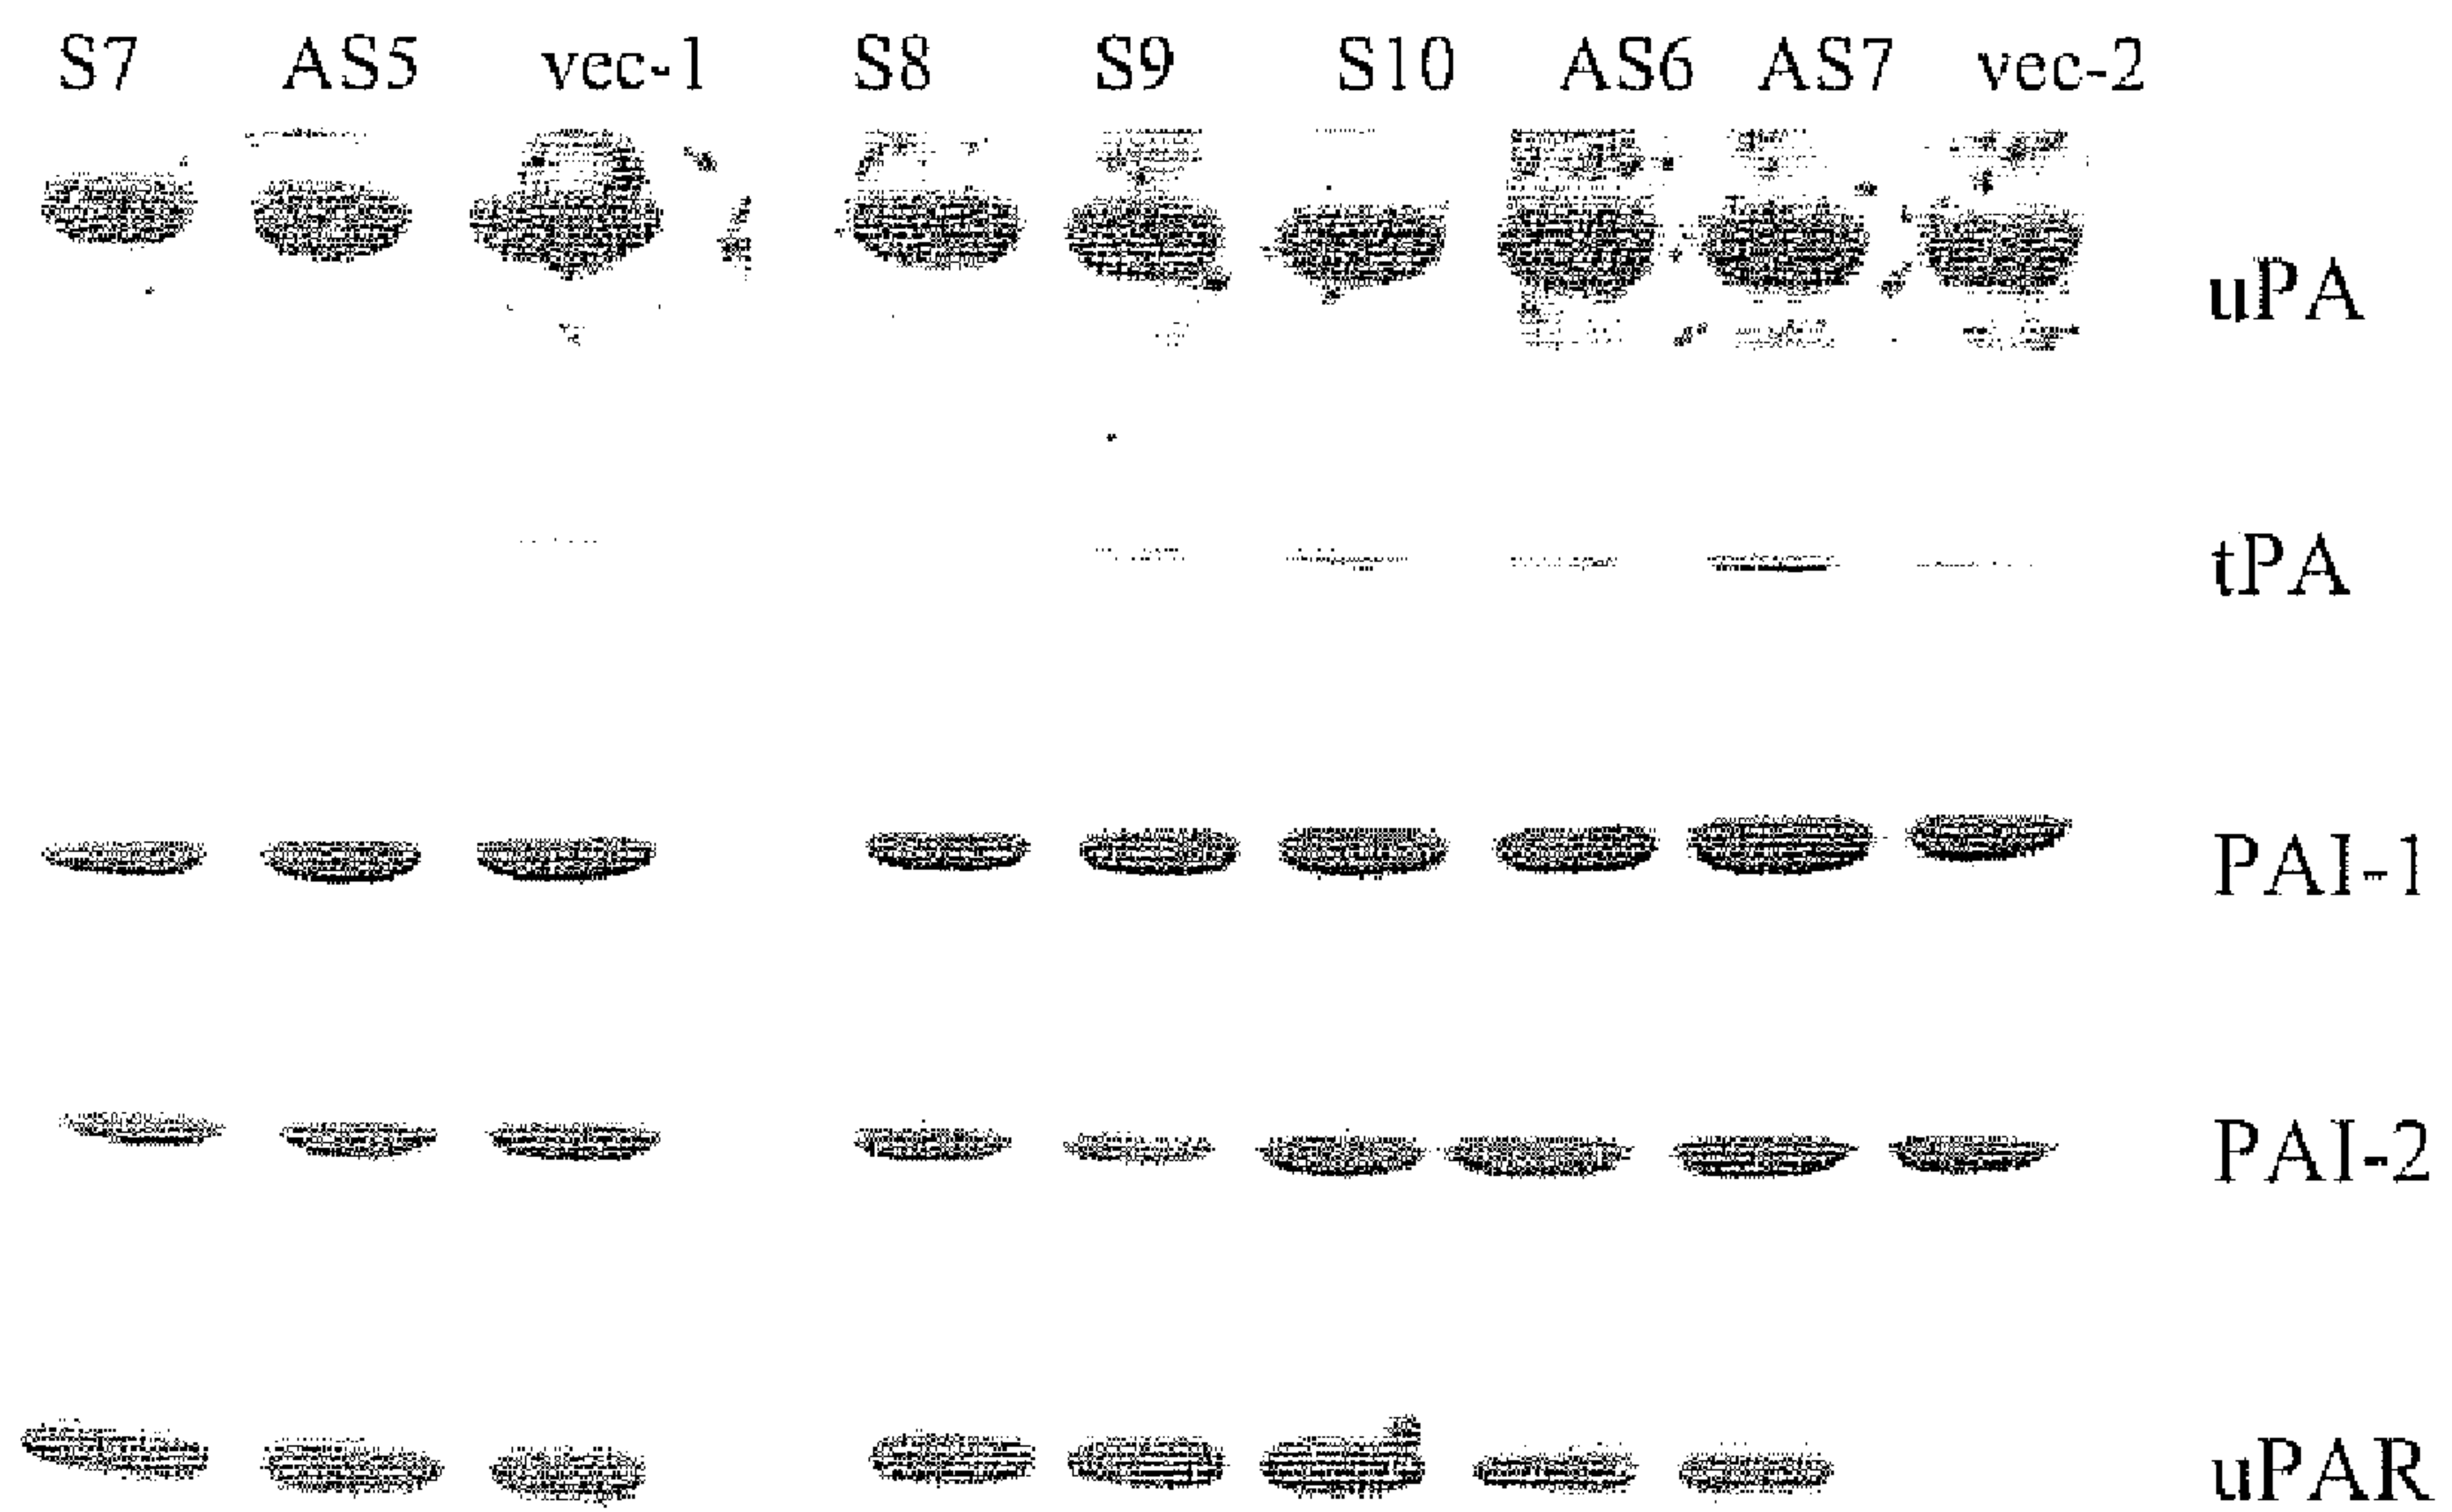 S7 AS5 vec-1 S8 S9 S10 AS6 AS7 vec-2
uPA
tPA
PAI-1
PAI-2
uPAR